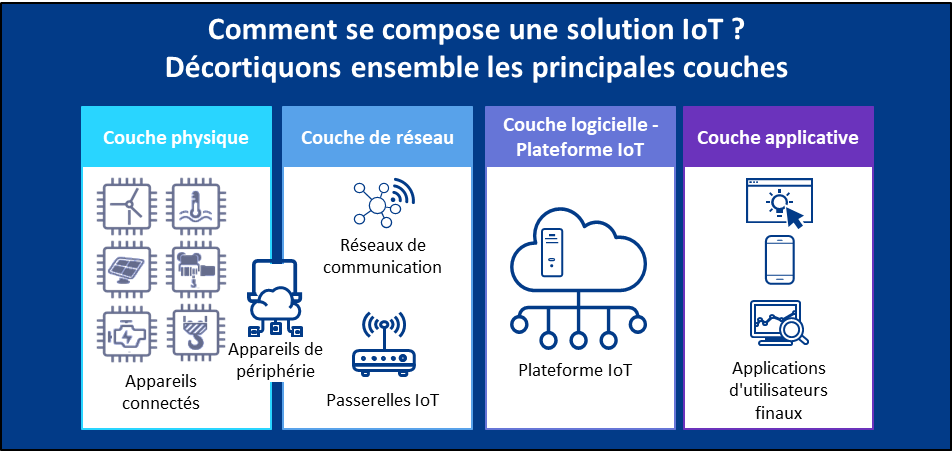 Comment se compose une solution IoT ?
Décortiquons ensemble les principales couches
Couche physique
Appareils
connectés
Appareils de
périphérie
Couche de réseau
Réseaux de
communication
Passerelles IoT
Couche logicielle -
Plateforme IoT
Plateforme IoT
Couche applicative
Applications
d'utilisateurs
finaux